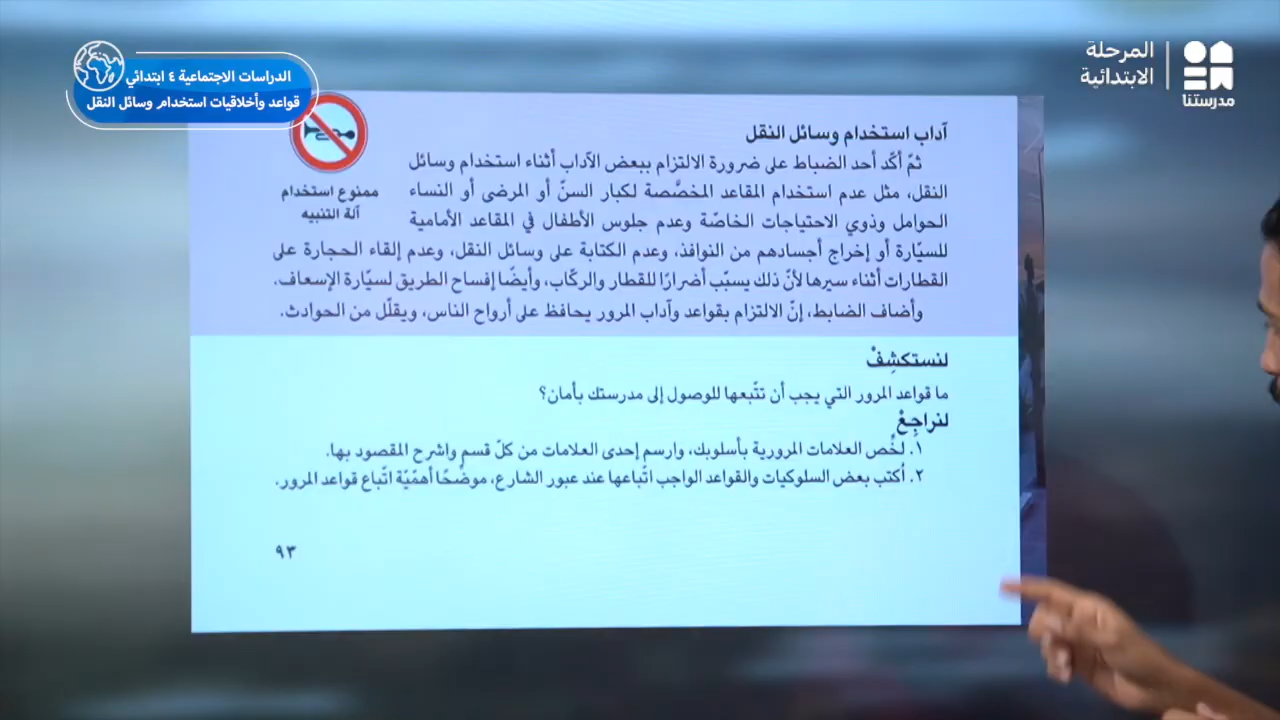 المرحلة
الابتدائية
مدرستنا
الدراسات الاجتماعية ٤ ابتدائي
قواعد وأخلاقيات استخدام وسائل النقل
آداب استخدام وسائل النقل
ثمّ أكّد أحد الضباط على ضرورة الالتزام ببعض الآداب أثناء استخدام وسائل
النقل، مثل عدم استخدام المقاعد المخصَّصة لكبار السنّ أو المرضى أو النساء
الحوامل وذوي الاحتياجات الخاصّة وعدم جلوس الأطفال في المقاعد الأمامية
للسيّارة أو إخراج أجسادهم من النوافذ، وعدم الكتابة على وسائل النقل، وعدم إلقاء الحجارة على
القطارات أثناء سيرها لأنّ ذلك يسبّب أضرارًا للقطار والركّاب، وأيضًا إفساح الطريق لسيّارة الإسعاف.
وأضاف الضابط، إنّ الالتزام بقواعد وآداب المرور يحافظ على أرواح الناس، ويقلّل من الحوادث.
ممنوع استخدام
آلة التنبيه
لنستكشِفْ
ما قواعد المرور التي يجب أن تتّبعها للوصول إلى مدرستك بأمان؟
لنراجِعْ
١. لخّص العلامات المرورية بأسلوبك، وارسم إحدى العلامات من كلّ قسم واشرح المقصود بها.
٢. أكتب بعض السلوكيات والقواعد الواجب اتّباعها عند عبور الشارع، موضحًا أهمّيّة اتّباع قواعد المرور.
٩٣